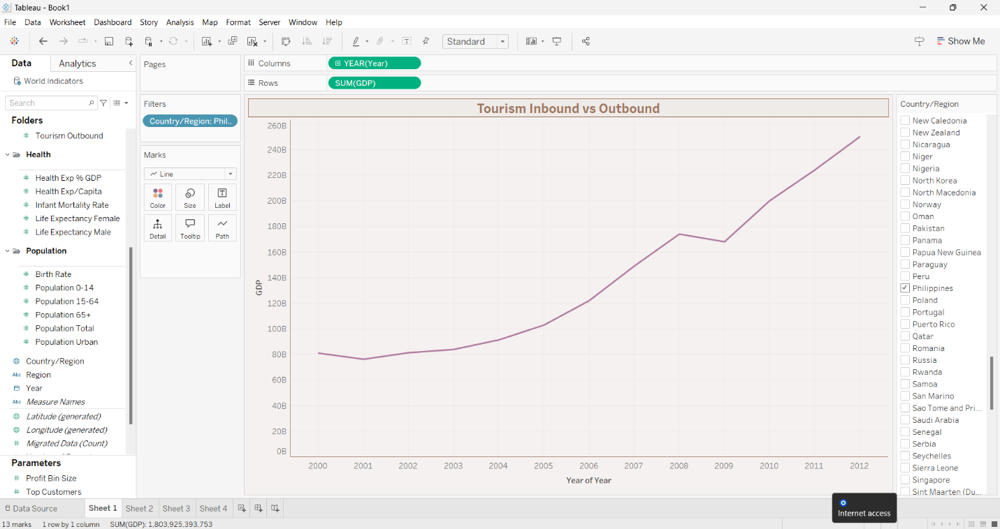 Tableau - Book1
File Data Worksheet Dashboard Story Analysis Map Format Server Window Help
Standard
Show Me
Data Analytics
World Indicators
Search
Folders
Tourism Outbound
Health
Health Exp % GDP
Health Exp/Capita
Infant Mortality Rate
Life Expectancy Female
Life Expectancy Male
Population
Birth Rate
Population 0-14
Population 15-64
Population 65+
Population Total
Population Urban
Country/Region
Abc Region
Year
Abc Measure Names
Latitude (generated)
Longitude (generated)
Migrated Data (Count)
Parameters
Profit Bin Size
Top Customers
Pages
Filters
Country/Region: Phil..
Marks
Line
Color Size Label
Detail Tooltip Path
Columns YEAR(Year)
Rows SUM(GDP)
Tourism Inbound vs Outbound
GDP
260B
240B
220B
200B
180B
160B
140B
120B
100B
80B
60B
40B
20B
0B
2000 2001 2002 2003 2004 2005 2006 2007 2008 2009 2010 2011 2012
Year of Year
Country/Region
New Caledonia
New Zealand
Nicaragua
Niger
Nigeria
North Korea
North Macedonia
Norway
Oman
Pakistan
Panama
Papua New Guinea
Paraguay
Peru
Philippines
Poland
Portugal
Puerto Rico
Qatar
Romania
Russia
Rwanda
Samoa
San Marino
Sao Tome and Pri...
Saudi Arabia
Senegal
Serbia
Seychelles
Sierra Leone
Singapore
Sint Maarten (Du...
Internet access
Data Source Sheet 1 Sheet 2 Sheet 3 Sheet 4
13 marks 1 row by 1 column SUM(GDP): 1,803,925,393,753